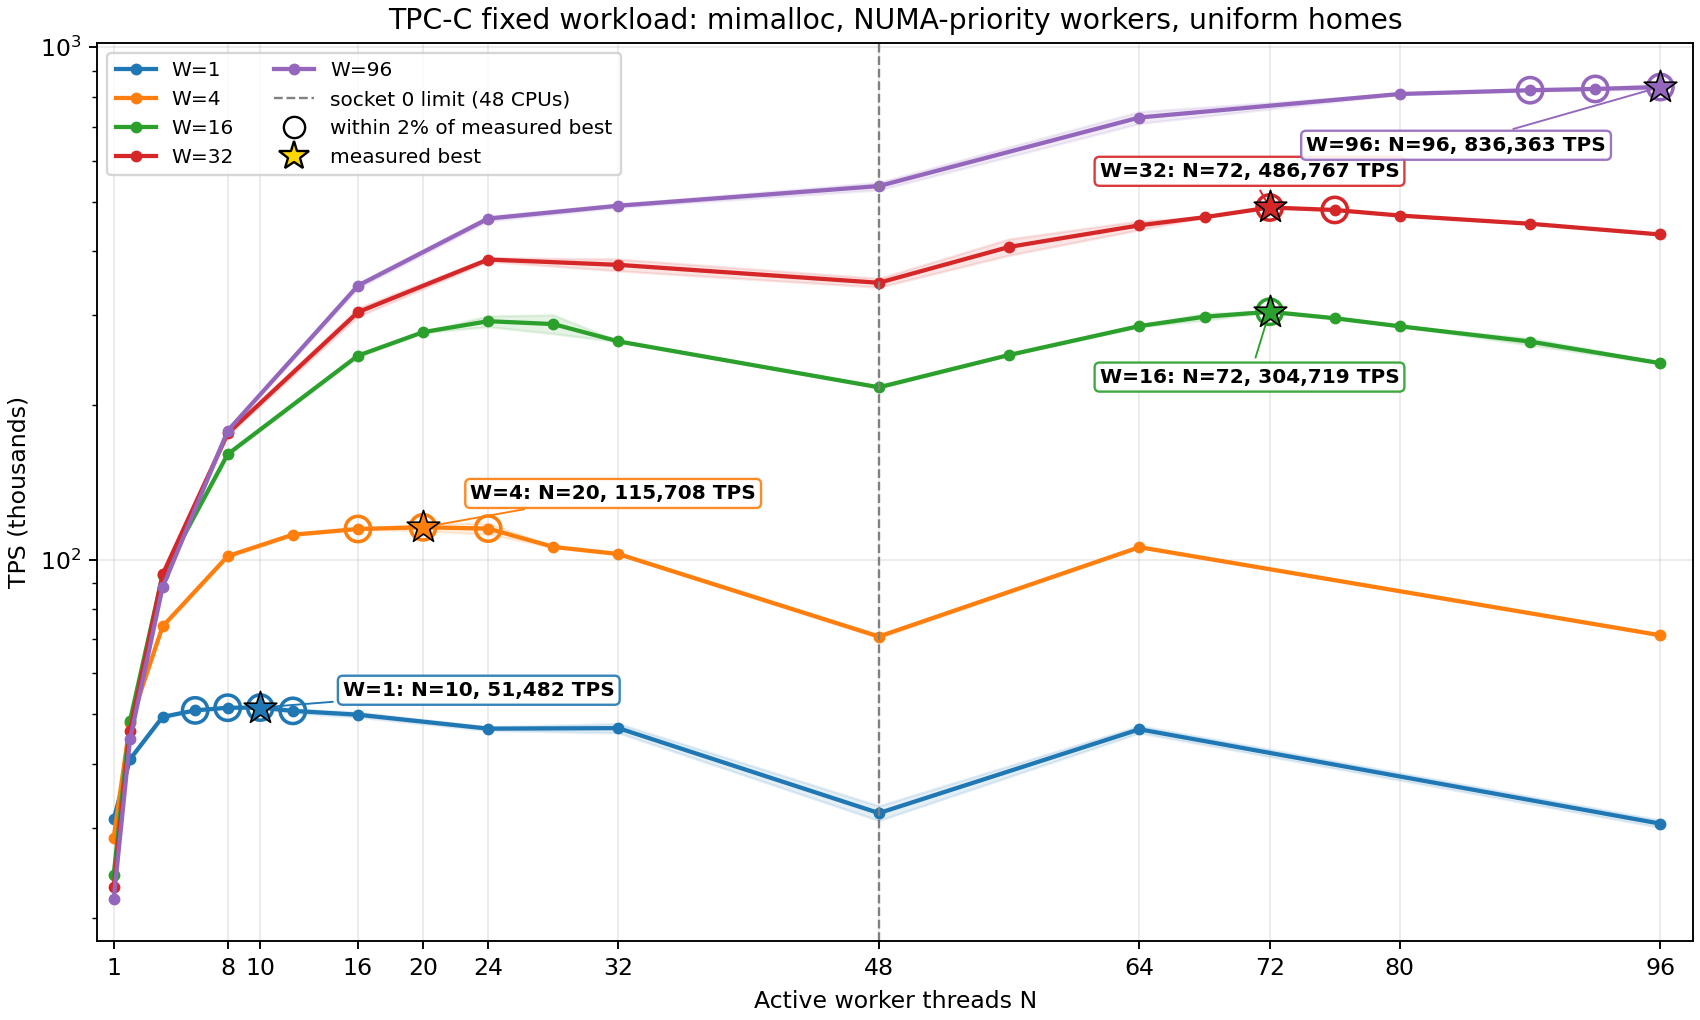 TPC-C fixed workload: mimalloc, NUMA-priority workers, uniform homes
10³
W=1
W=4
W=16
W=32
W=96
socket 0 limit (48 CPUs)
within 2% of measured best
measured best
W=96: N=96, 836,363 TPS
W=32: N=72, 486,767 TPS
W=16: N=72, 304,719 TPS
W=4: N=20, 115,708 TPS
10²
W=1: N=10, 51,482 TPS
TPS (thousands)
1 8 10 16 20 24 32 48 64 72 80 96
Active worker threads N